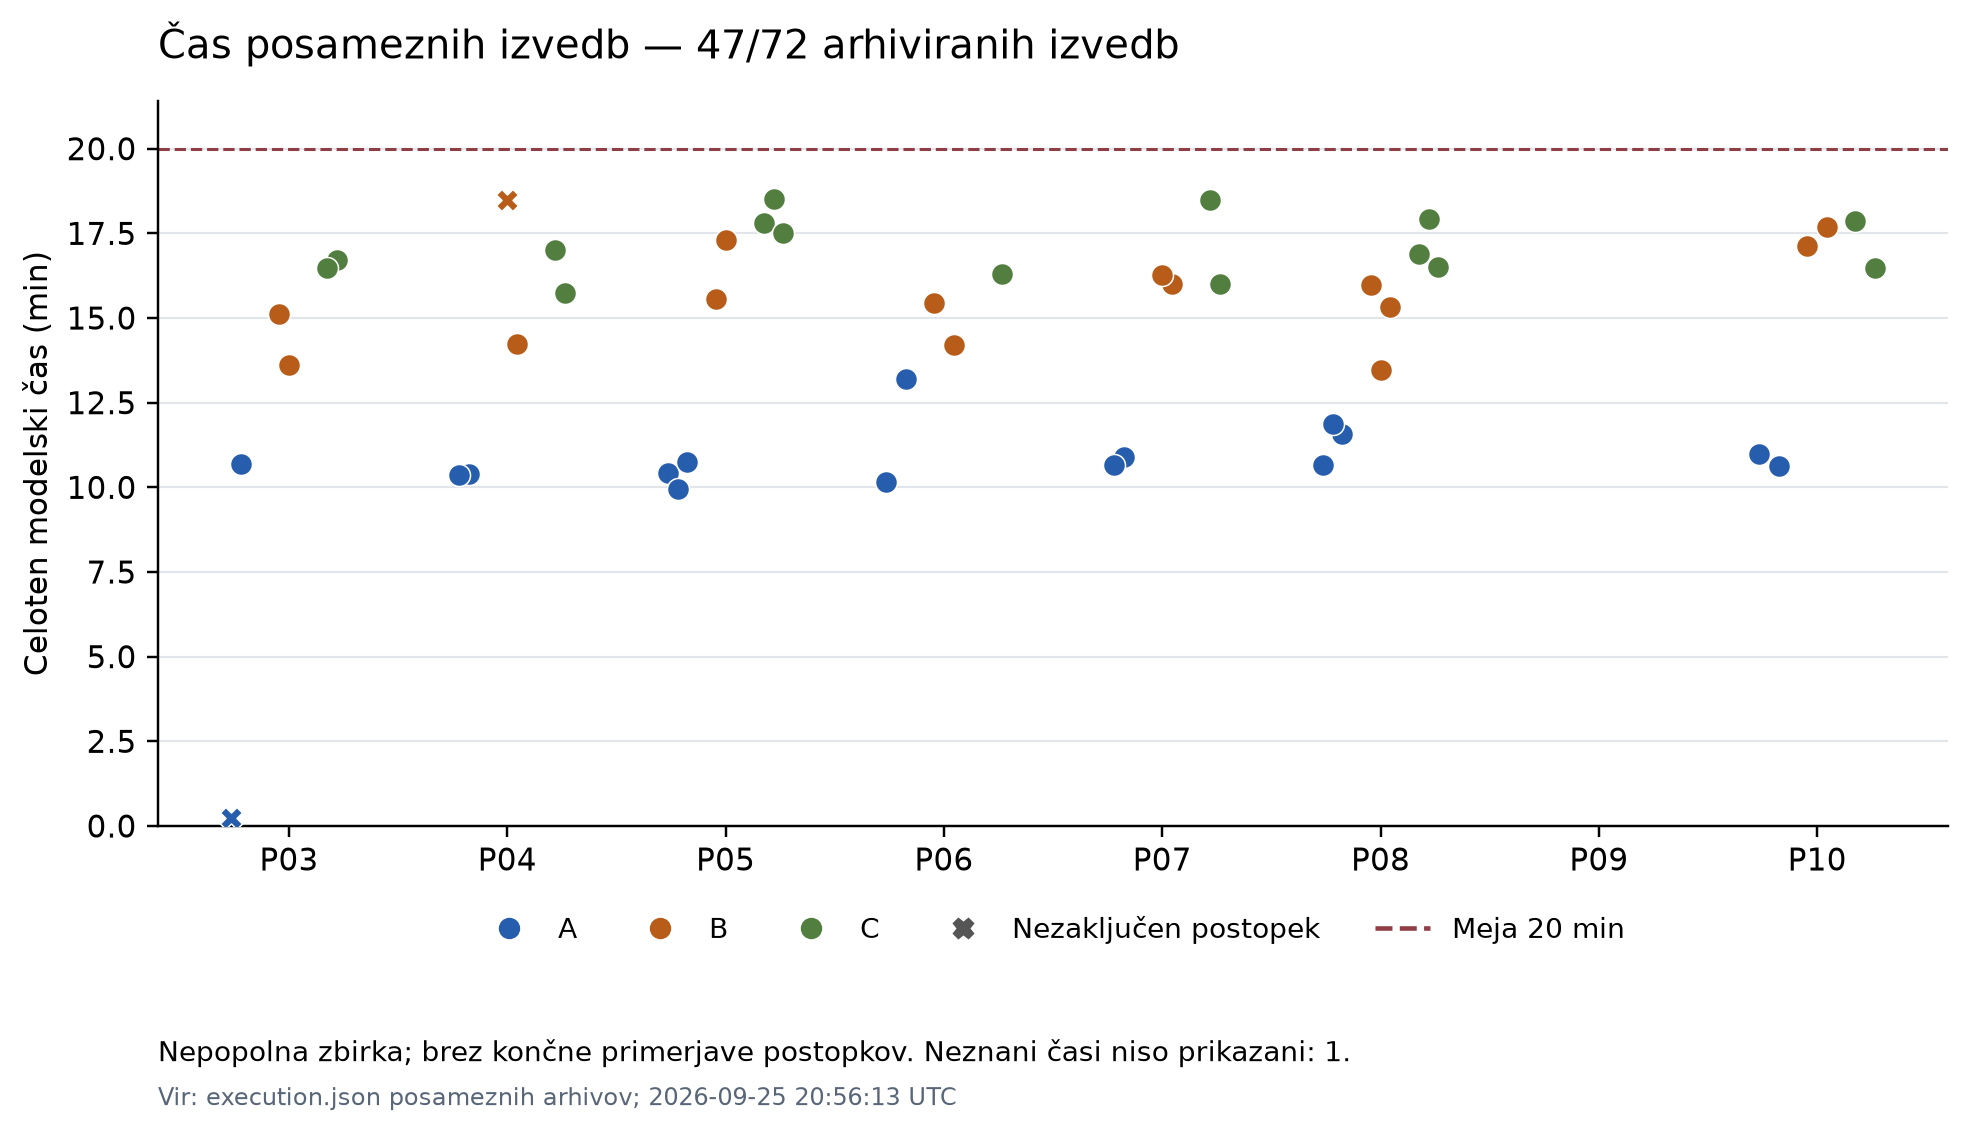 Čas posameznih izvedb — 47/72 arhiviranih izvedb
Celoten modelski čas (min)
20.0
17.5
15.0
12.5
10.0
7.5
5.0
2.5
0.0
P03 P04 P05 P06 P07 P08 P09 P10
A B C Nezaključen postopek Meja 20 min
Nepopolna zbirka; brez končne primerjave postopkov. Neznani časi niso prikazani: 1.
Vir: execution.json posameznih arhivov; 2026-09-25 20:56:13 UTC